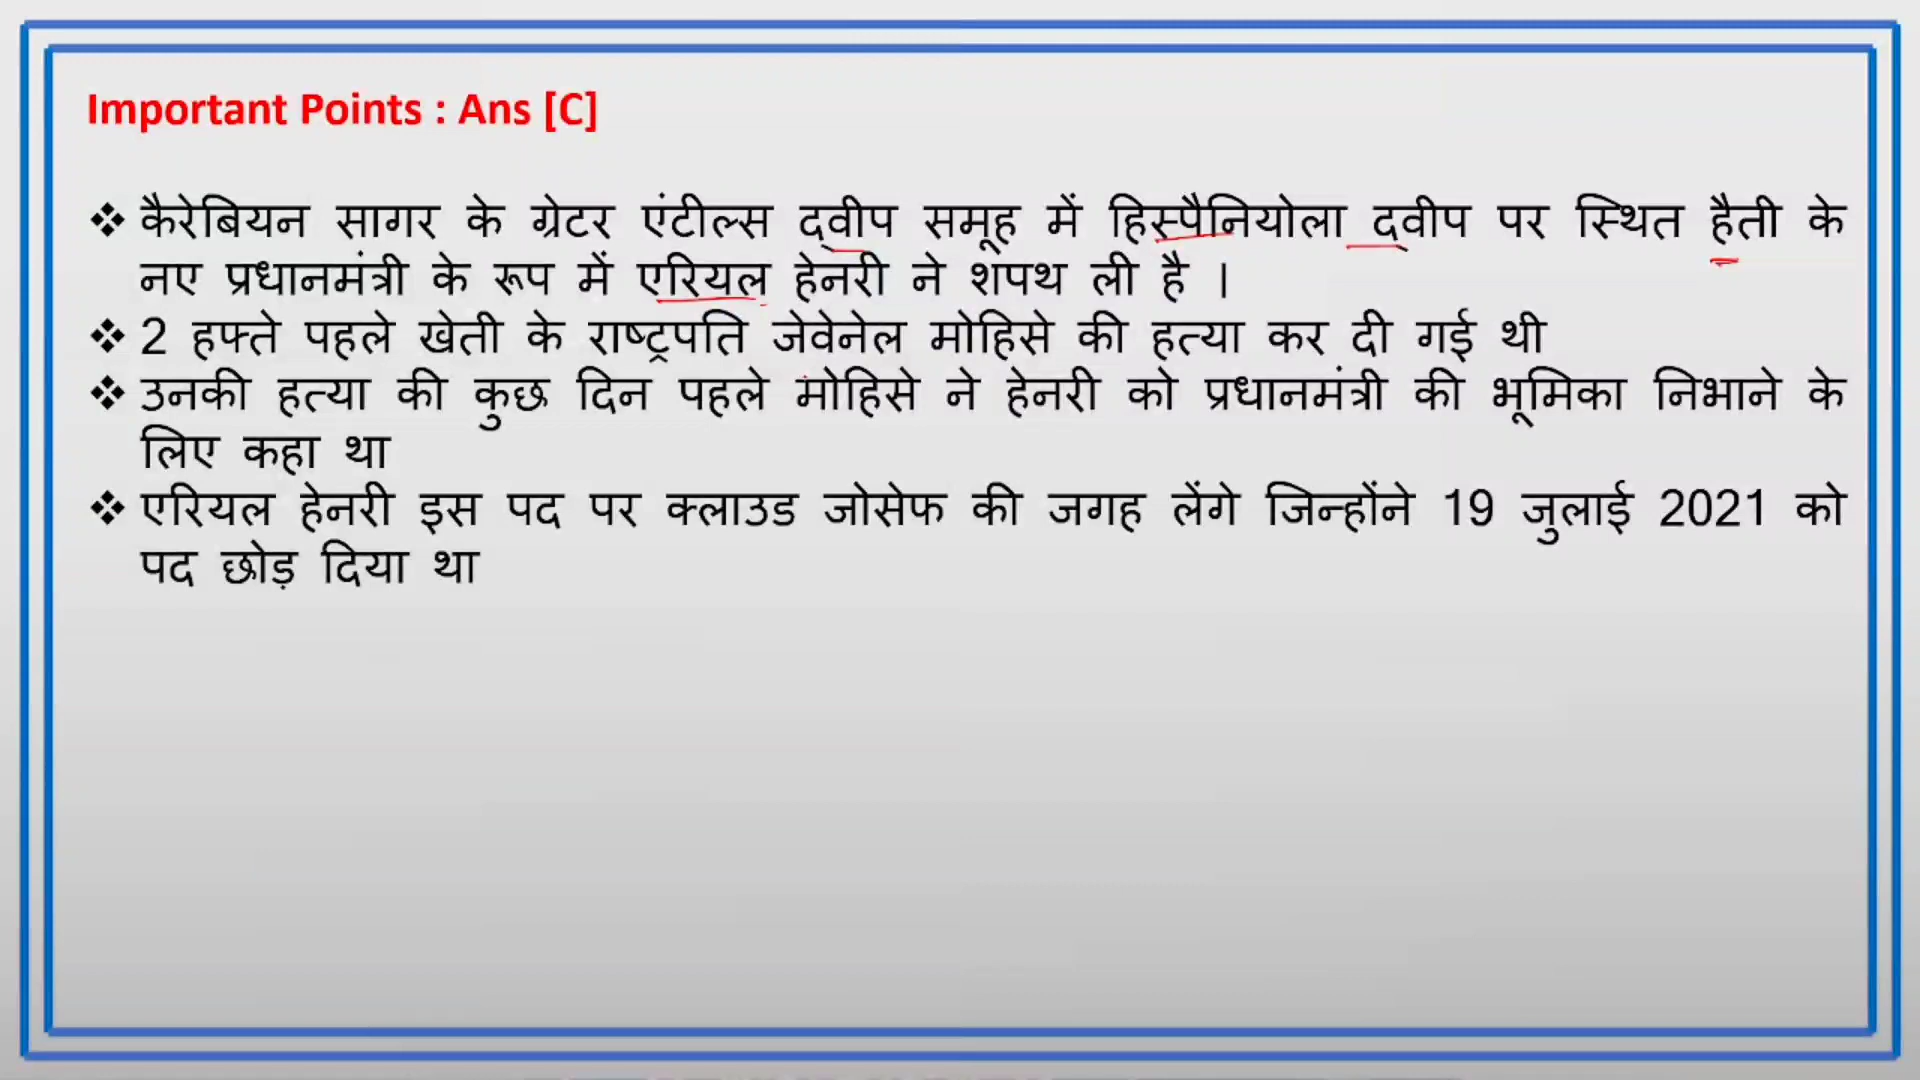 Important Points : Ans [C]
❖ कैरेबियन सागर के ग्रेटर एंटील्स द्वीप समूह में हिस्पैनियोला द्वीप पर स्थित हैती के
नए प्रधानमंत्री के रूप में एरियल हेनरी ने शपथ ली है ।
❖ 2 हफ्ते पहले खेती के राष्ट्रपति जेवेनेल मोहिसे की हत्या कर दी गई थी
❖ उनकी हत्या की कुछ दिन पहले मोहिसे ने हेनरी को प्रधानमंत्री की भूमिका निभाने के
लिए कहा था
❖ एरियल हेनरी इस पद पर क्लाउड जोसेफ की जगह लेंगे जिन्होंने 19 जुलाई 2021 को
पद छोड़ दिया था